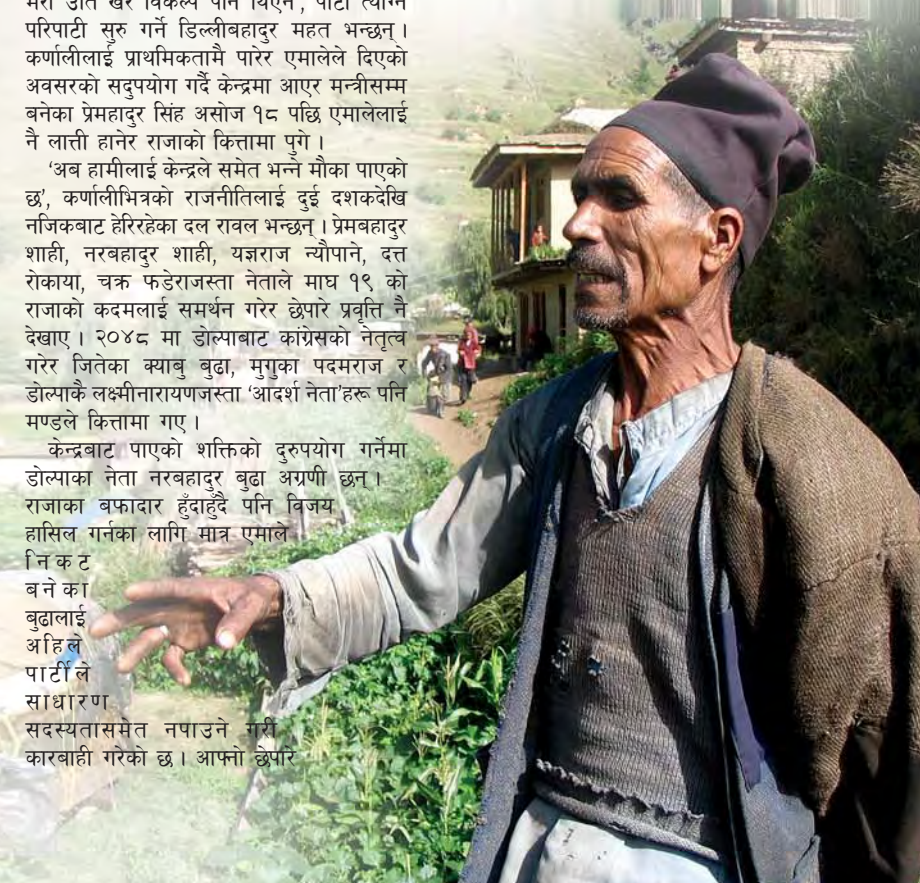 परिपाटी सुरु गर्ने डिल्लीबहादुर महत भन्छन् ।
कर्णालीलाई प्राथमिकतामै पारेर एमालेले दिएको
अवसरको सदुपयोग गर्दै केन्द्रमा आएर मन्त्रीसम्म
बनेका प्रेमहादुर सिंह असोज १८ पछि एमालेलाई
नै लात्ती हानेर राजाको कित्तामा पुगे ।
‘अब हामीलाई केन्द्रले समेत भन्ने मौका पाएको
छ’, कर्णालीभित्रको राजनीतिलाई दुई दशकदेखि
नजिकबाट हेरिरहेका दल रावल भन्छन् । प्रेमबहादुर
शाही, नरबहादुर शाही, यज्ञराज न्यौपाने, दत्त
रोकाया, चक्र फडेराजस्ता नेताले माघ १९ को
राजाको कदमलाई समर्थन गरेर छेपारे प्रवृत्ति नै
देखाए । २०४८ मा डोल्पाबाट कांग्रेसको नेतृत्व
गरेर जितेका क्याबु बुढा, मुगुका पदमराज र
डोल्पाकै लक्ष्मीनारायणजस्ता ‘आदर्श नेता’हरू पनि
मण्डले कित्तामा गए ।
केन्द्रबाट पाएको शक्तिको दुरुपयोग गर्नेमा
डोल्पाका नेता नरबहादुर बुढा अग्रणी छन् ।
राजाका बफादार हुँदाहुँदै पनि विजय
हासिल गर्नका लागि मात्र एमाले
निकट
बनेका
बुढालाई
अहिले
पार्टीले
साधारण
सदस्यतासमेत नपाउने गरी
कारबाही गरेको छ । आफ्नो छेपारे